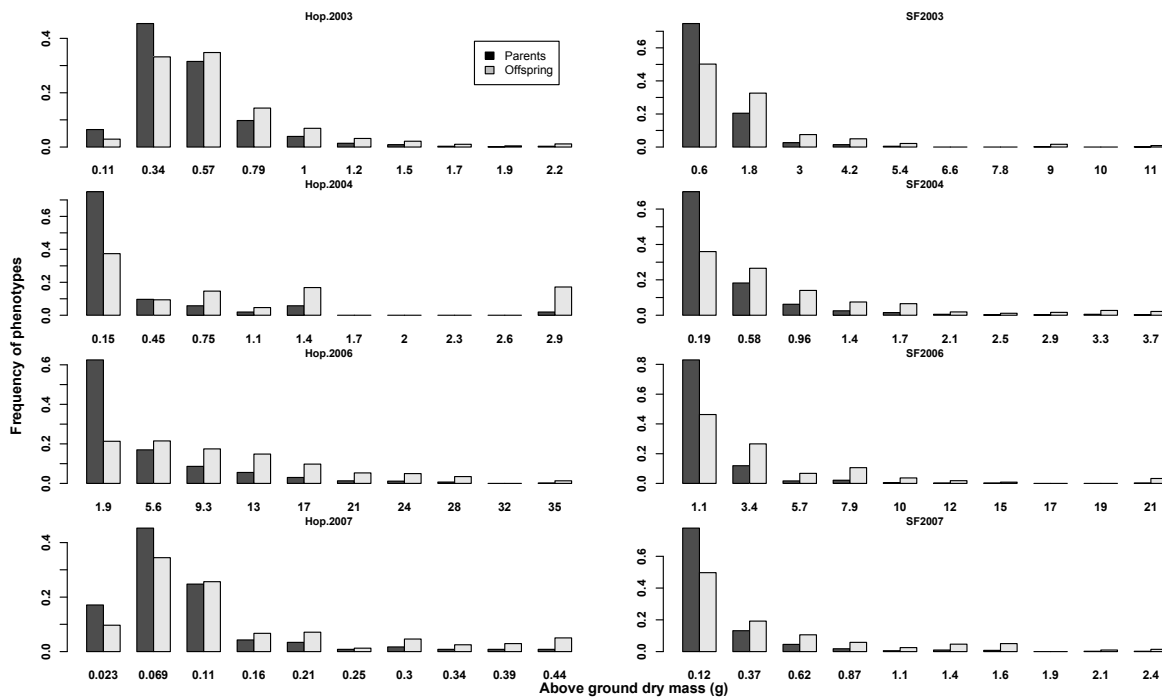 Hop.2003
0.0 0.2 0.4
Parents
Offspring
0.11 0.34 0.57 0.79 1 1.2 1.5 1.7 1.9 2.2
SF2003
0.0 0.2 0.4 0.6
0.6 1.8 3 4.2 5.4 6.6 7.8 9 10 11
Hop.2004
0.0 0.2 0.4 0.6
0.15 0.45 0.75 1.1 1.4 1.7 2 2.3 2.6 2.9
SF2004
0.0 0.2 0.4 0.6
0.19 0.58 0.96 1.4 1.7 2.1 2.5 2.9 3.3 3.7
Frequency of phenotypes
Hop.2006
0.0 0.2 0.4 0.6
1.9 5.6 9.3 13 17 21 24 28 32 35
SF2006
0.0 0.2 0.4 0.6 0.8
1.1 3.4 5.7 7.9 10 12 15 17 19 21
Hop.2007
0.0 0.2 0.4
0.023 0.069 0.11 0.16 0.21 0.25 0.3 0.34 0.39 0.44
SF2007
0.0 0.2 0.4 0.6
0.12 0.37 0.62 0.87 1.1 1.4 1.6 1.9 2.1 2.4
Above ground dry mass (g)